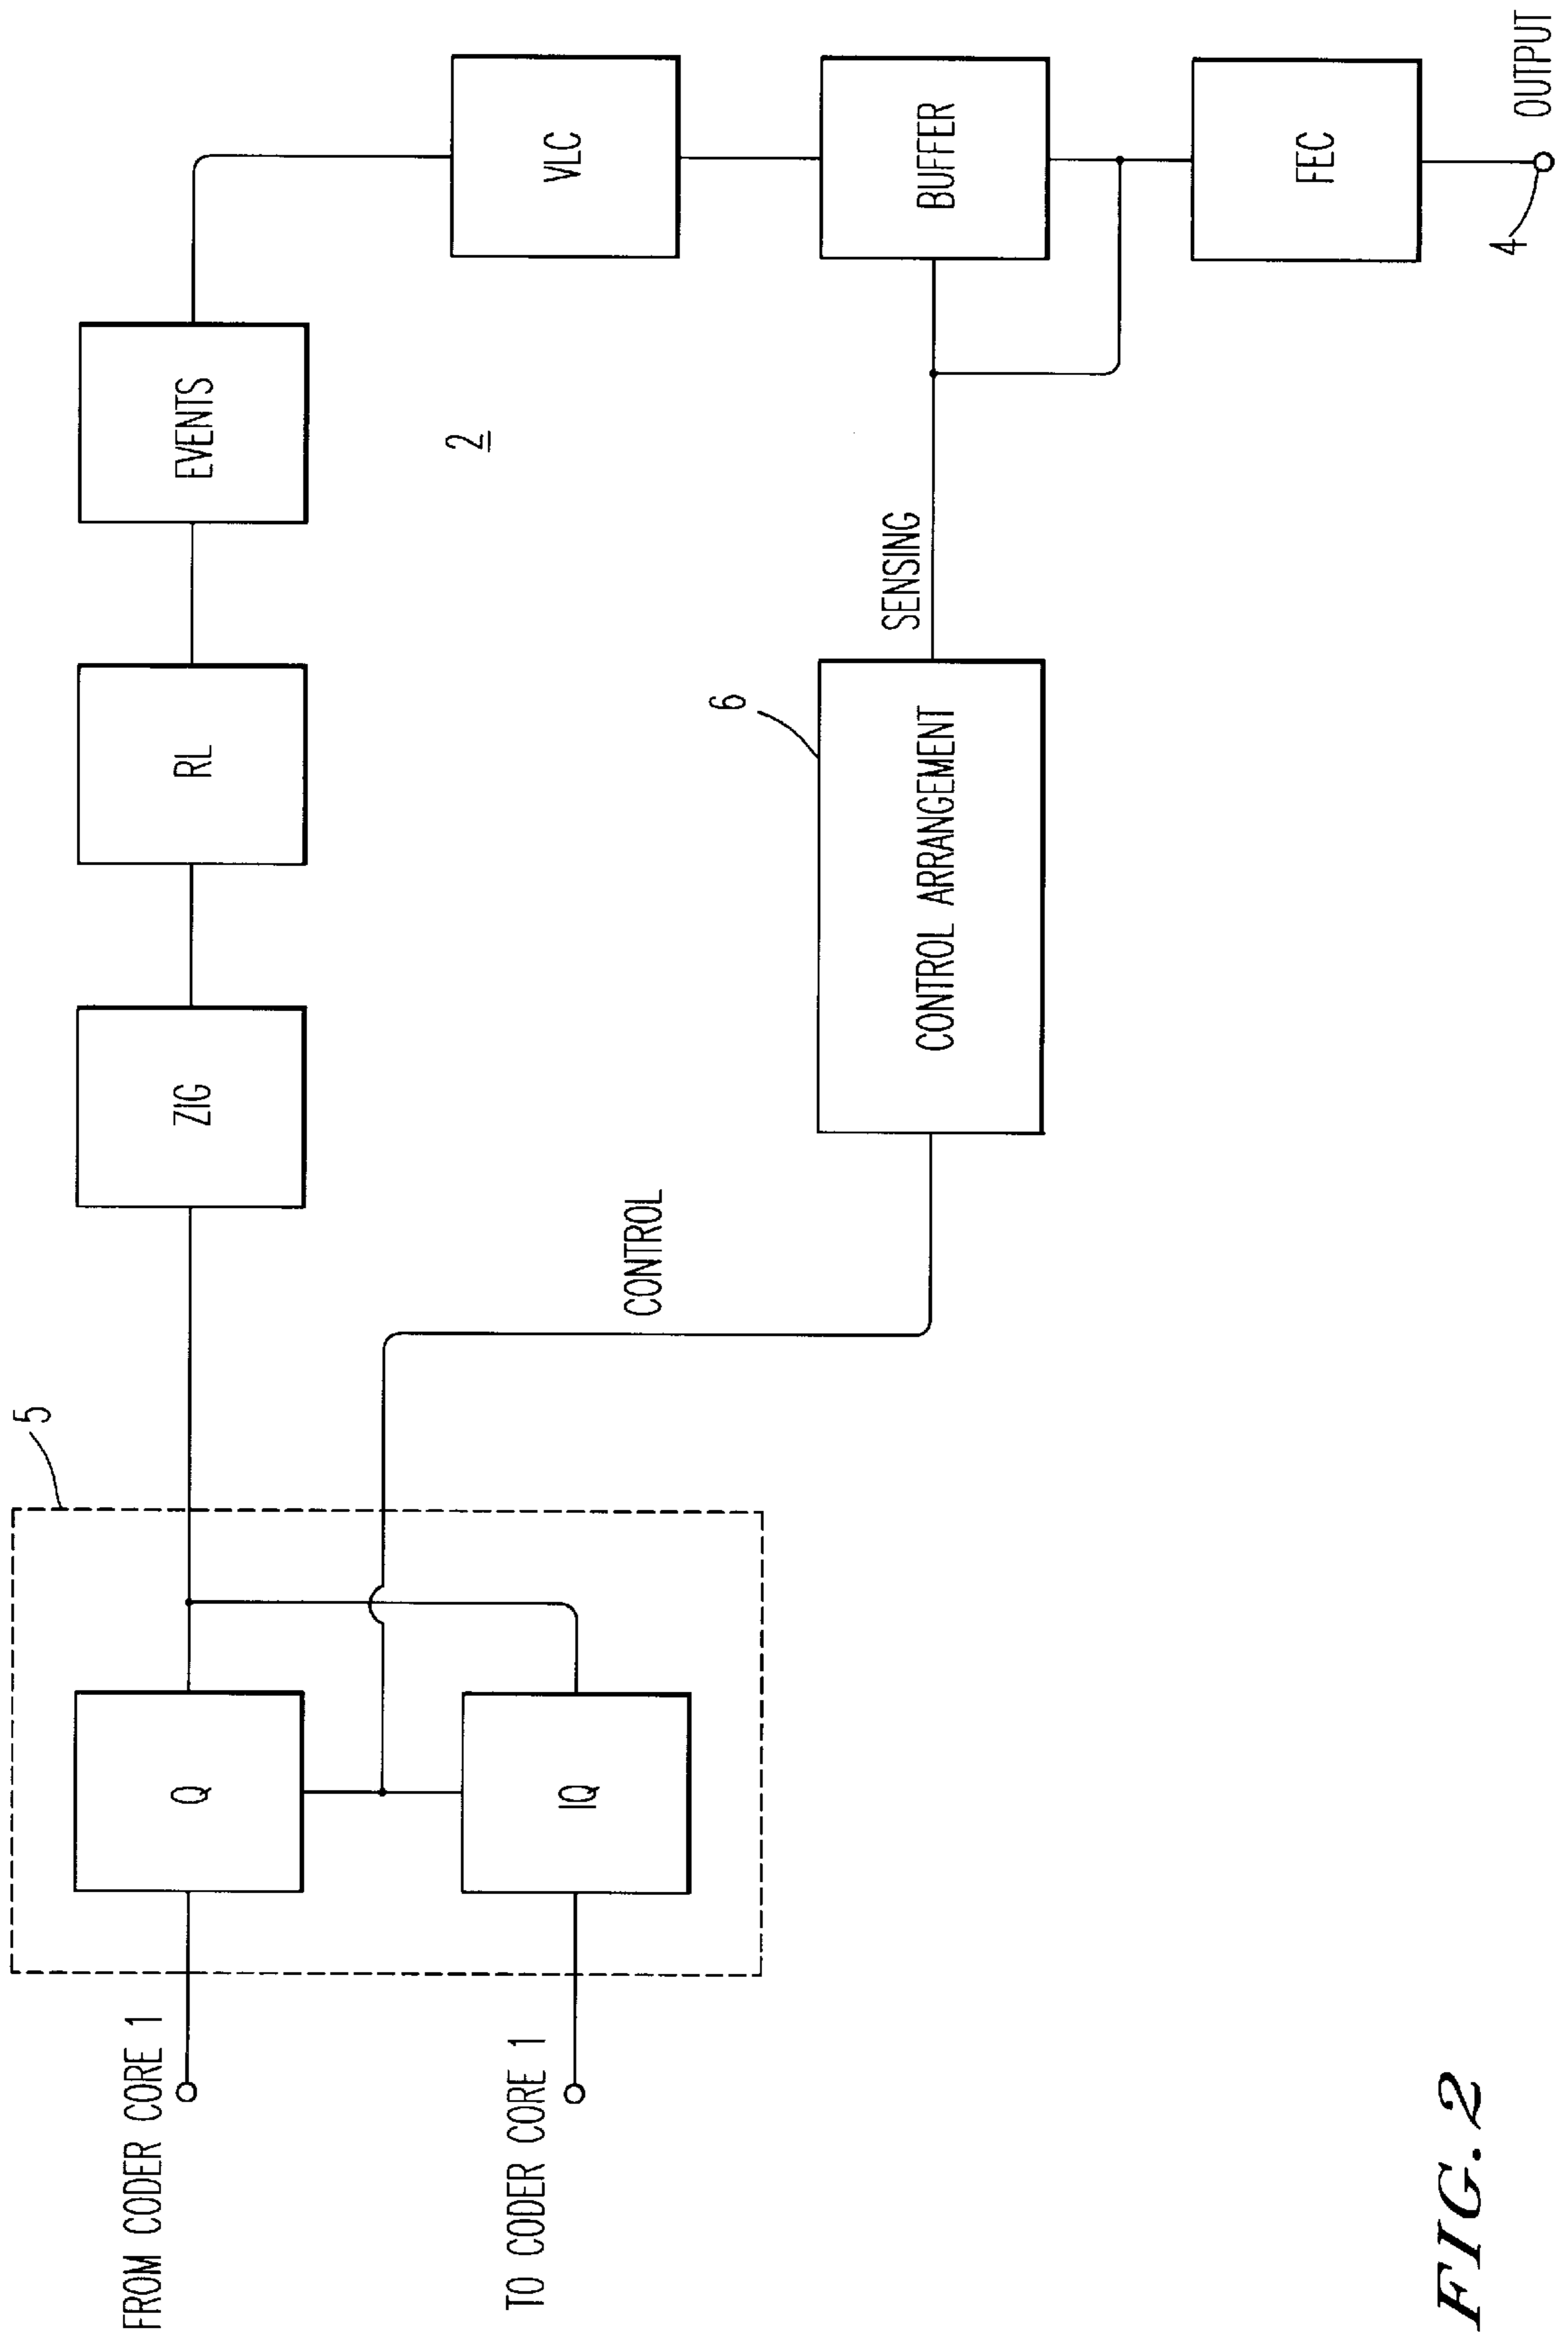 FROM CODER CORE 1
TO CODER CORE 1
5
Q
IQ
ZIG
RL
EVENTS
2
CONTROL
6
CONTROL ARRANGEMENT
SENSING
VLC
BUFFER
FEC
4
OUTPUT
FIG. 2